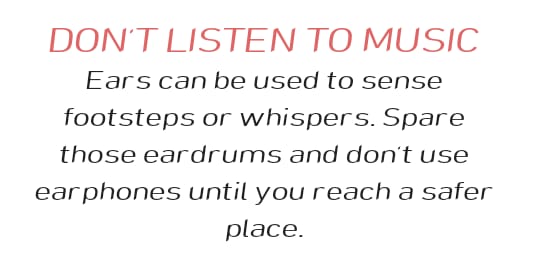 DON'T LISTEN TO MUSIC
Ears can be used to sense
footsteps or whispers. Spare
those eardrums and don't use
earphones until you reach a safer
place.